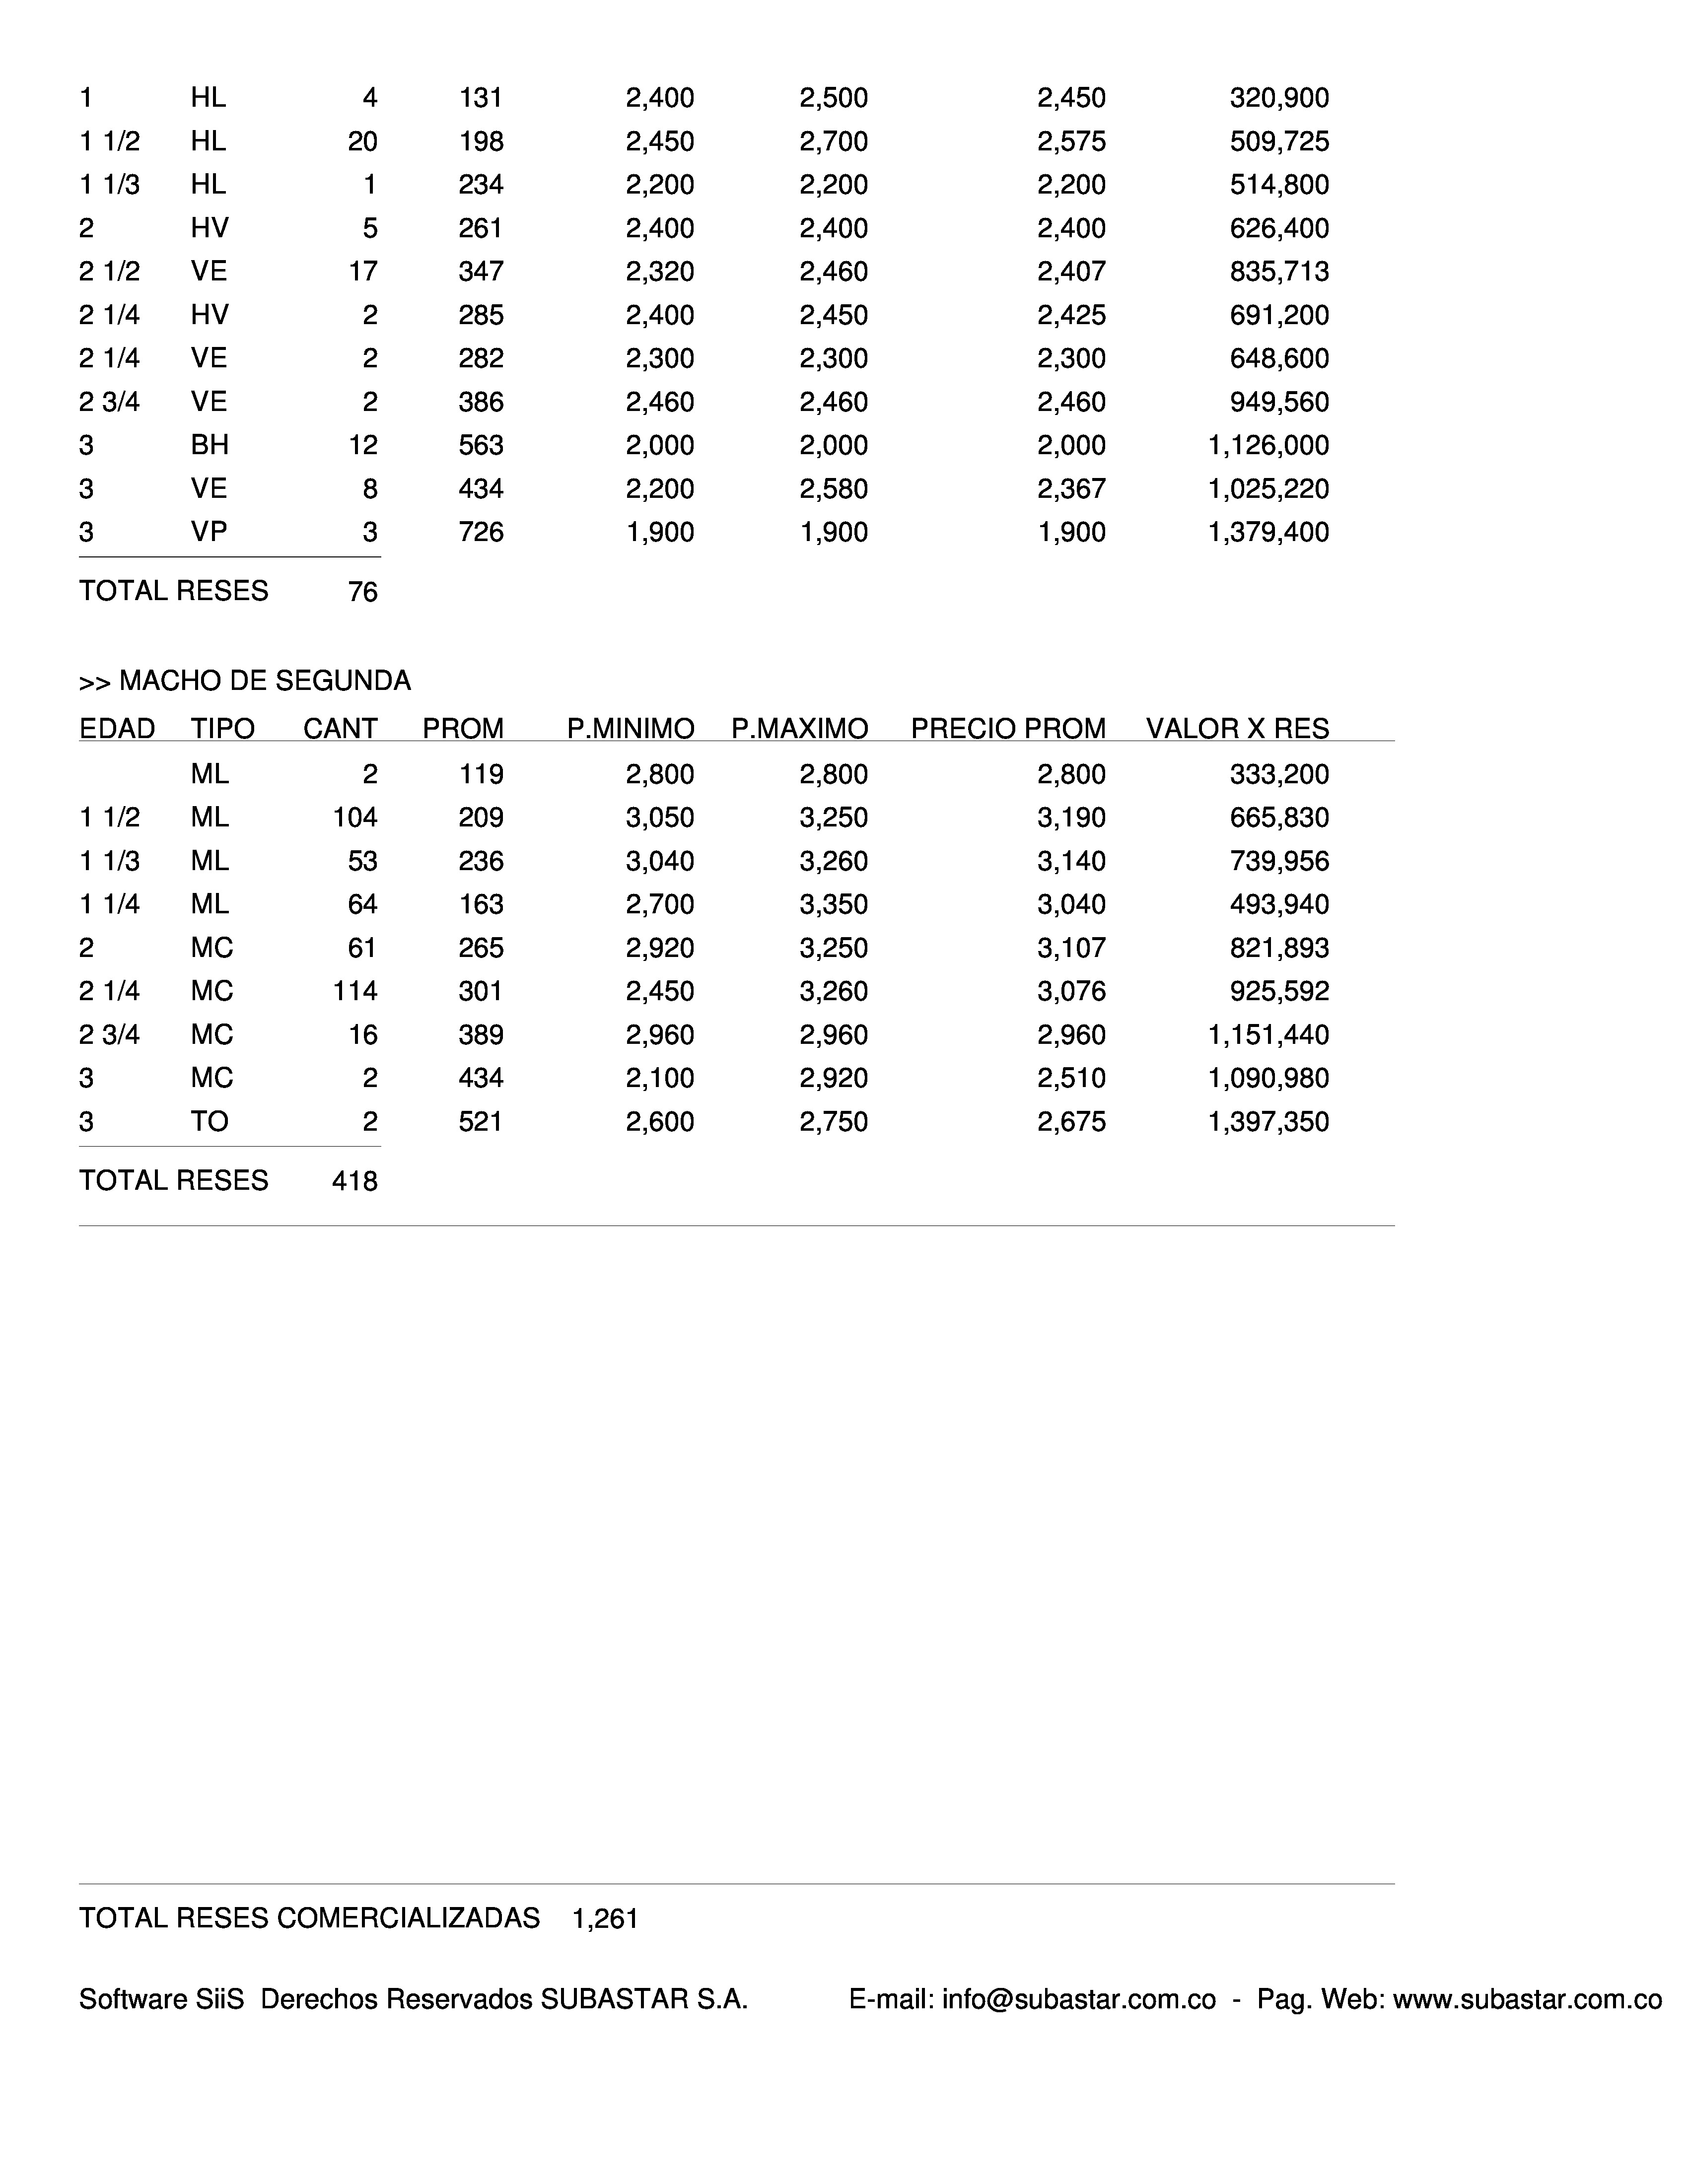 1 HL 4 131 2,400 2,500 2,450 320,900
1 1/2 HL 20 198 2,450 2,700 2,575 509,725
1 1/3 HL 1 234 2,200 2,200 2,200 514,800
2 HV 5 261 2,400 2,400 2,400 626,400
2 1/2 VE 17 347 2,320 2,460 2,407 835,713
2 1/4 HV 2 285 2,400 2,450 2,425 691,200
2 1/4 VE 2 282 2,300 2,300 2,300 648,600
2 3/4 VE 2 386 2,460 2,460 2,460 949,560
3 BH 12 563 2,000 2,000 2,000 1,126,000
3 VE 8 434 2,200 2,580 2,367 1,025,220
3 VP 3 726 1,900 1,900 1,900 1,379,400
TOTAL RESES 76
>> MACHO DE SEGUNDA
EDAD TIPO CANT PROM P.MINIMO P.MAXIMO PRECIO PROM VALOR X RES
ML 2 119 2,800 2,800 2,800 333,200
1 1/2 ML 104 209 3,050 3,250 3,190 665,830
1 1/3 ML 53 236 3,040 3,260 3,140 739,956
1 1/4 ML 64 163 2,700 3,350 3,040 493,940
2 MC 61 265 2,920 3,250 3,107 821,893
2 1/4 MC 114 301 2,450 3,260 3,076 925,592
2 3/4 MC 16 389 2,960 2,960 2,960 1,151,440
3 MC 2 434 2,100 2,920 2,510 1,090,980
3 TO 2 521 2,600 2,750 2,675 1,397,350
TOTAL RESES 418
TOTAL RESES COMERCIALIZADAS 1,261
Software SiiS Derechos Reservados SUBASTAR S.A. E-mail: info@subastar.com.co - Pag. Web: www.subastar.com.co